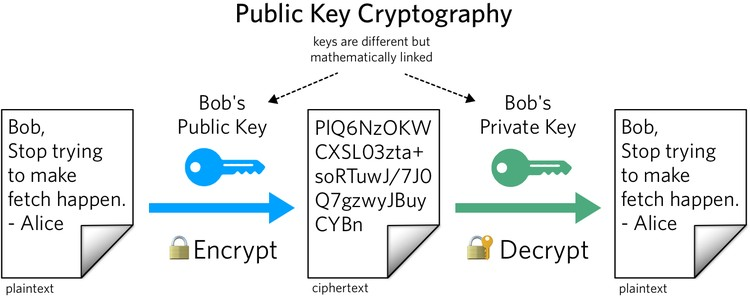 Public Key Cryptography
keys are different but
mathematically linked
Bob's
Public Key
Bob's
Private Key
Bob,
Stop trying
to make
fetch happen.
- Alice
plaintext
Encrypt
PlQ6NzOKW
CXSL03zta+
soRTuwJ/7J0
Q7gzwyJBuy
CYBn
ciphertext
Decrypt
Bob,
Stop trying
to make
fetch happen.
- Alice
plaintext